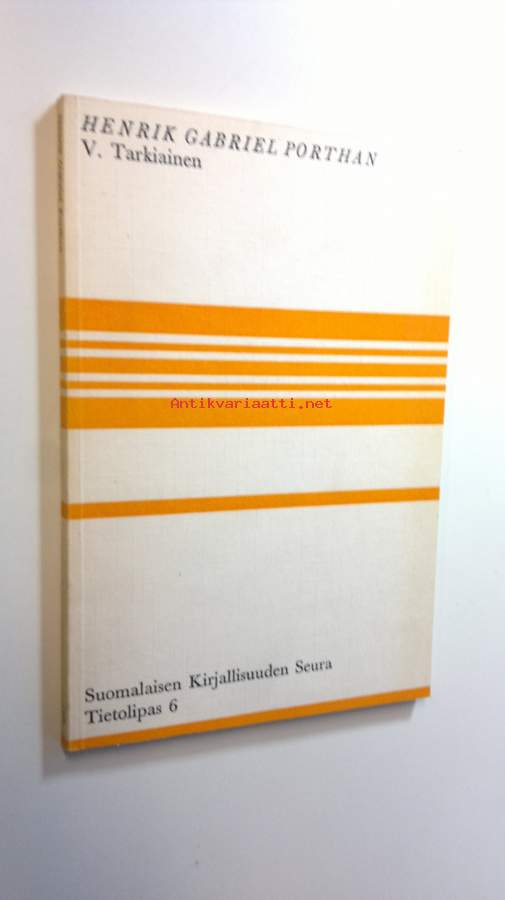 HENRIK GABRIEL PORTHAN
V. Tarkiainen
Antikvariaatti.net
Suomalaisen Kirjallisuuden Seura
Tietolipas 6